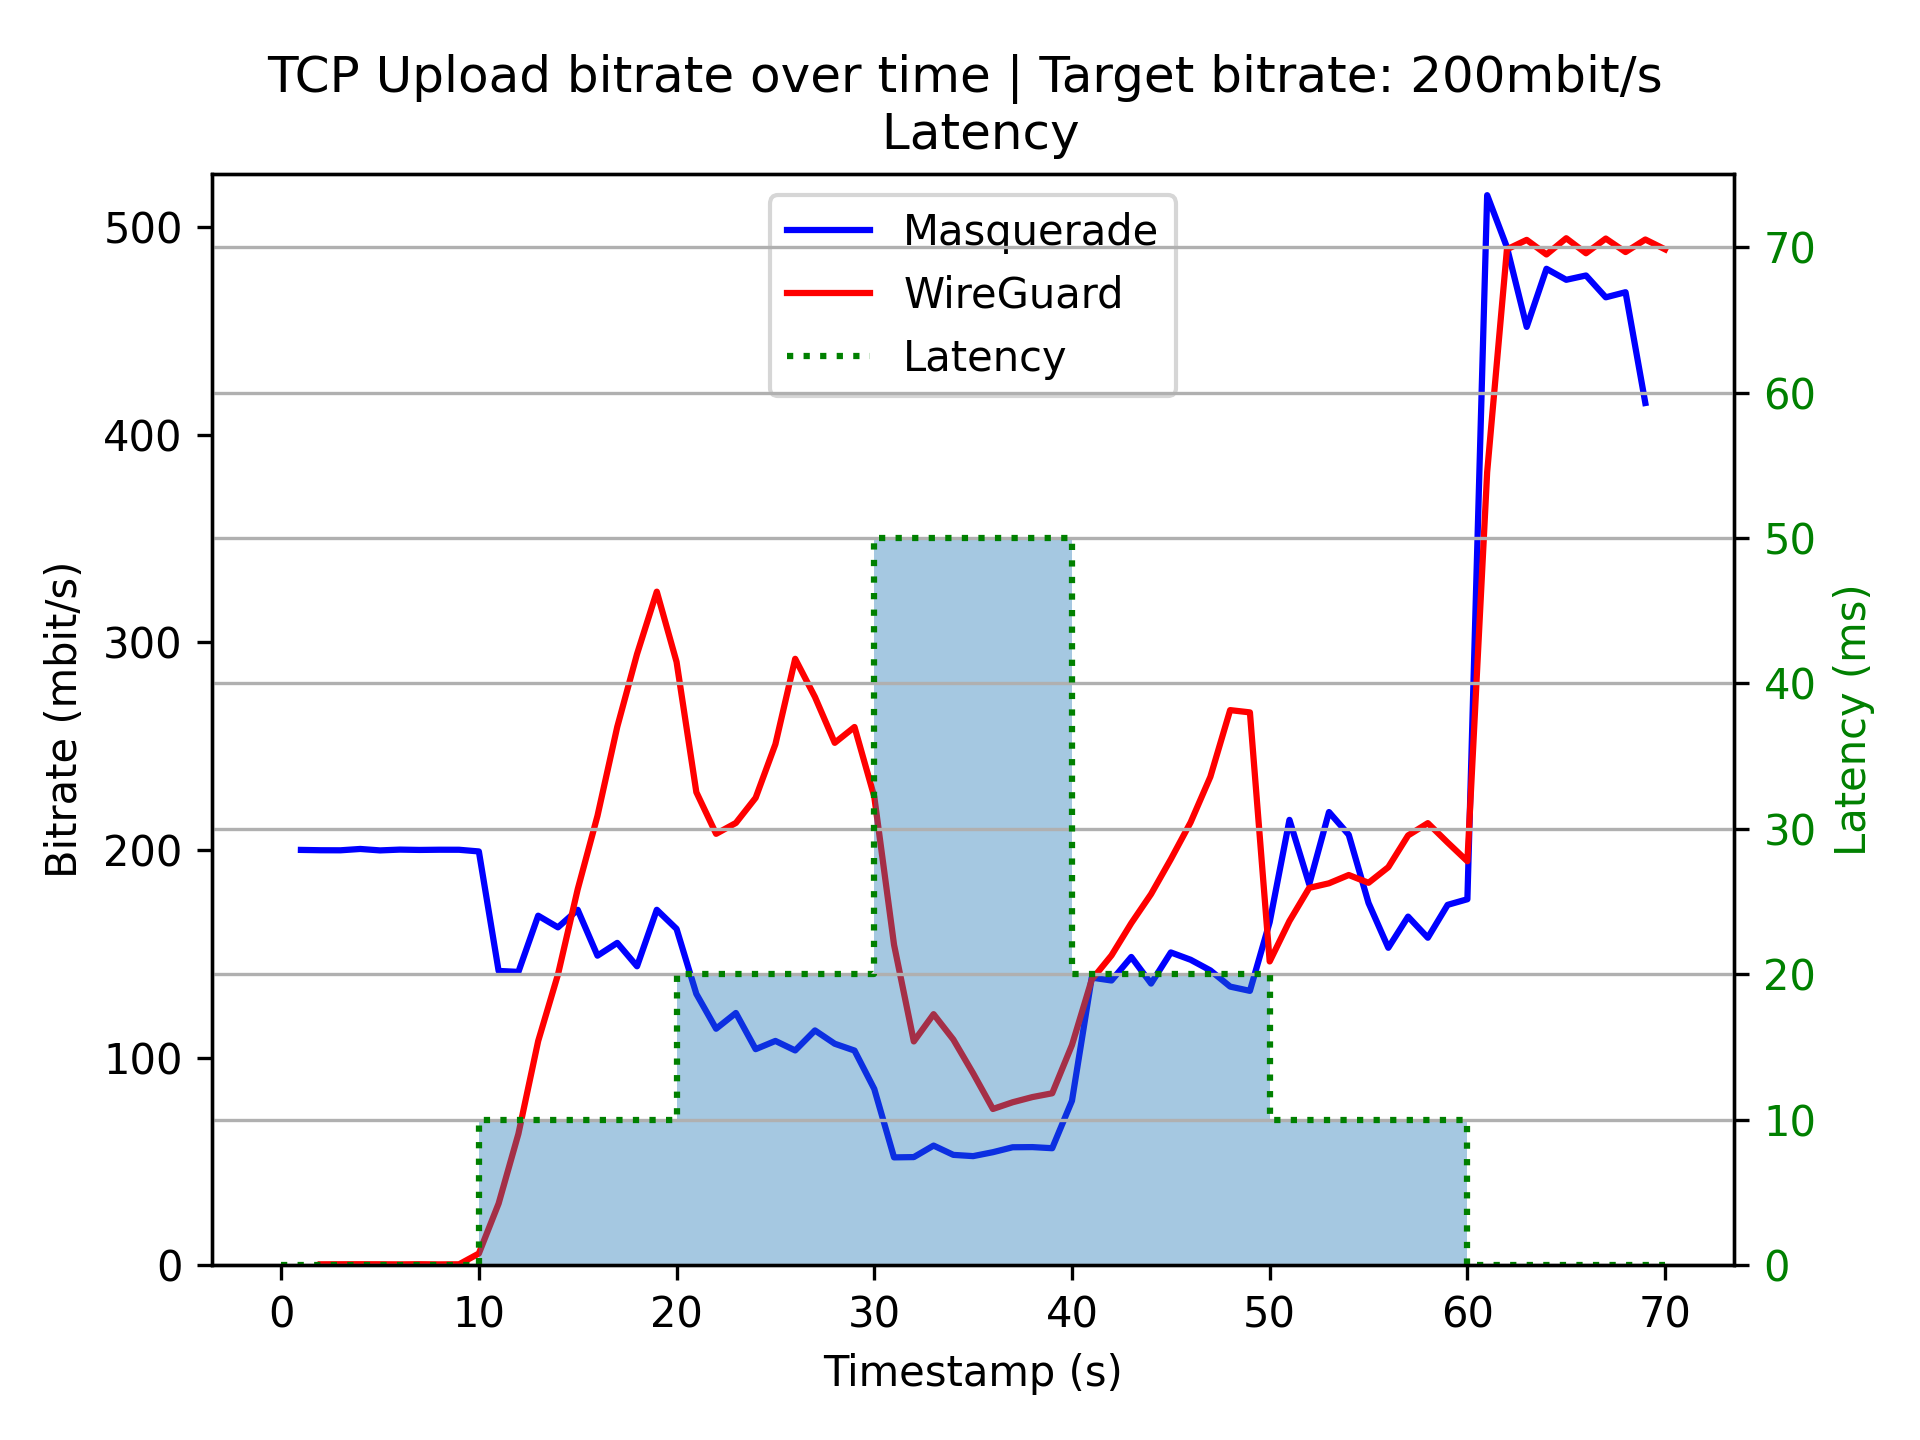 TCP Upload bitrate over time | Target bitrate: 200mbit/s
Latency
Masquerade
WireGuard
Latency
500
400
300
200
100
0
Bitrate (mbit/s)
70
60
50
40
30
20
10
0
Latency (ms)
0 10 20 30 40 50 60 70
Timestamp (s)